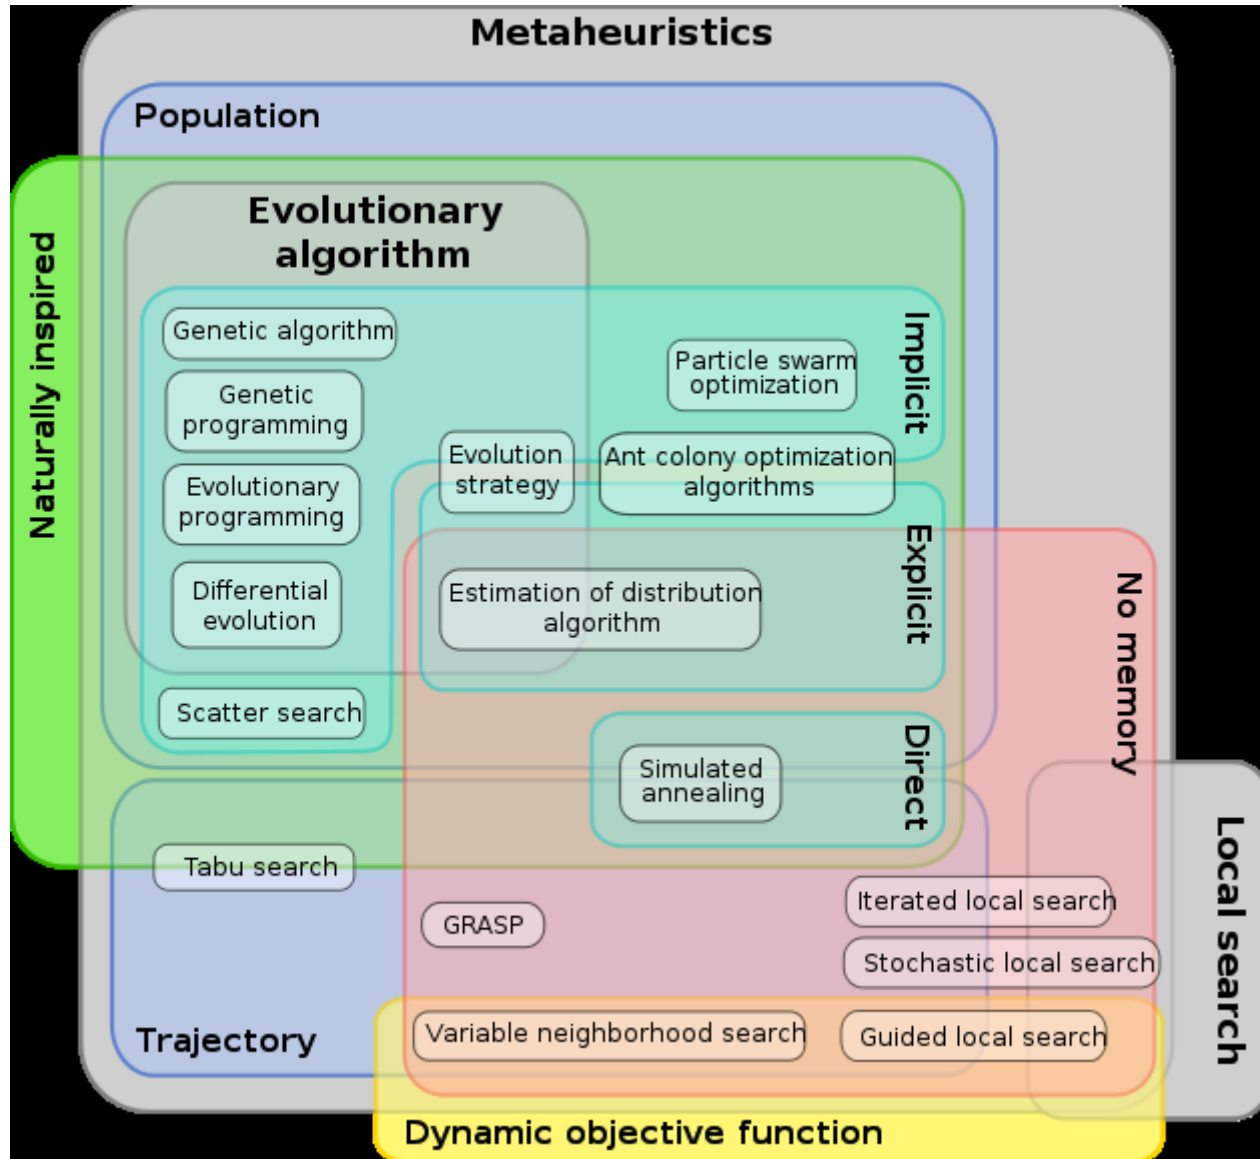 Metaheuristics
Population
Naturally inspired
Evolutionary
algorithm
Genetic algorithm
Genetic
programming
Evolutionary
programming
Differential
evolution
Scatter search
Evolution
strategy
Particle swarm
optimization
Ant colony optimization
algorithms
Implicit
Explicit
Estimation of distribution
algorithm
No memory
Direct
Simulated
annealing
Tabu search
GRASP
Iterated local search
Stochastic local search
Local search
Trajectory
Variable neighborhood search
Guided local search
Dynamic objective function